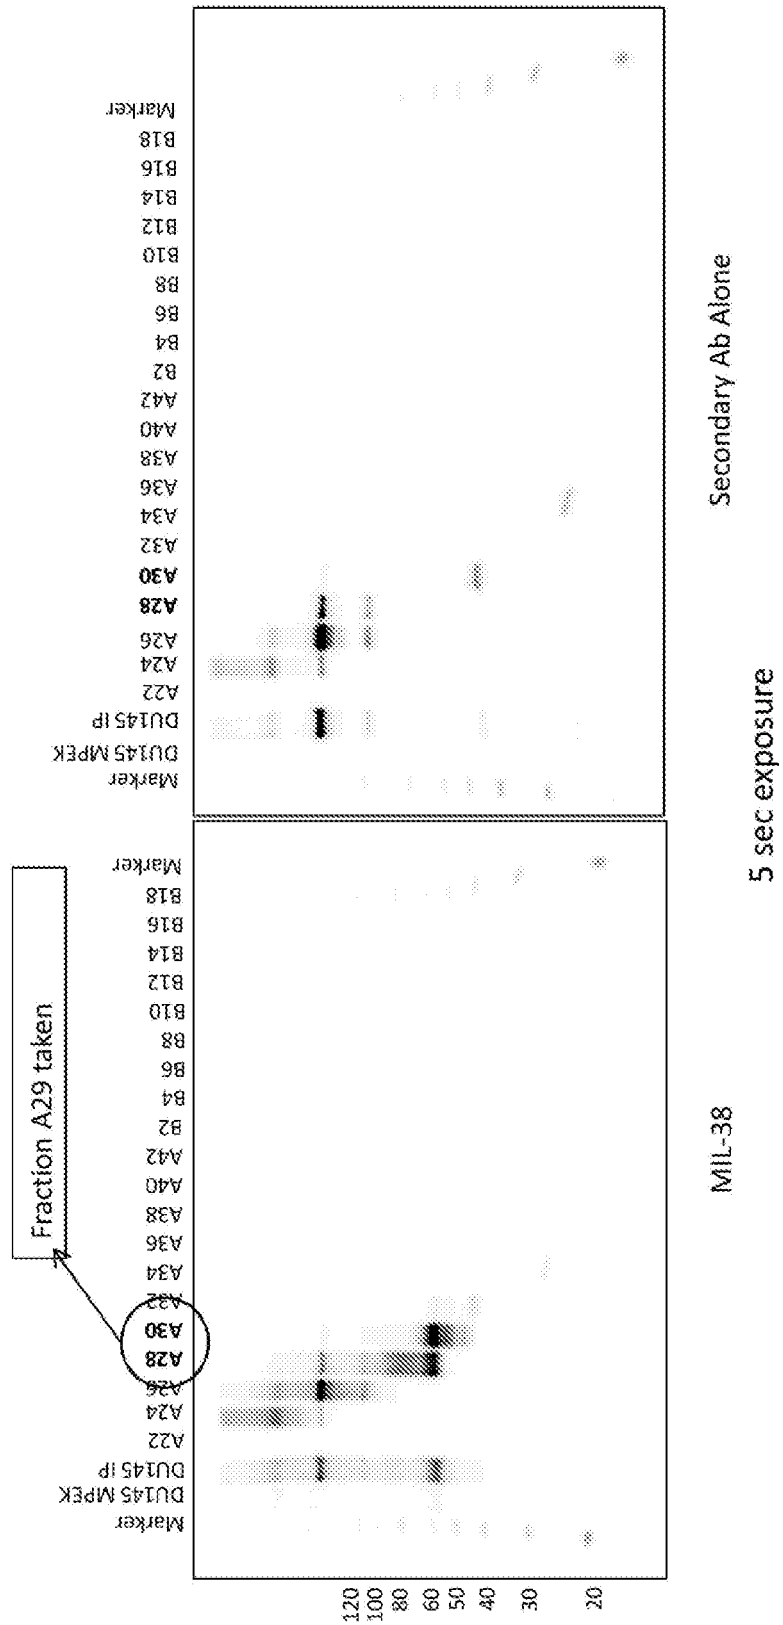 Fraction A29 taken
Marker
DU145 MPEK
DU145 IP
A22
A24
A26
A28
A30
A32
A34
A36
A38
A40
A42
B2
B4
B6
B8
B10
B12
B14
B16
B18
Marker
Marker
DU145 MPEK
DU145 IP
A22
A24
A26
A28
A30
A32
A34
A36
A38
A40
A42
B2
B4
B6
B8
B10
B12
B14
B16
B18
Marker
120
100
80
60
50
40
30
20
MIL-38
Secondary Ab Alone
5 sec exposure